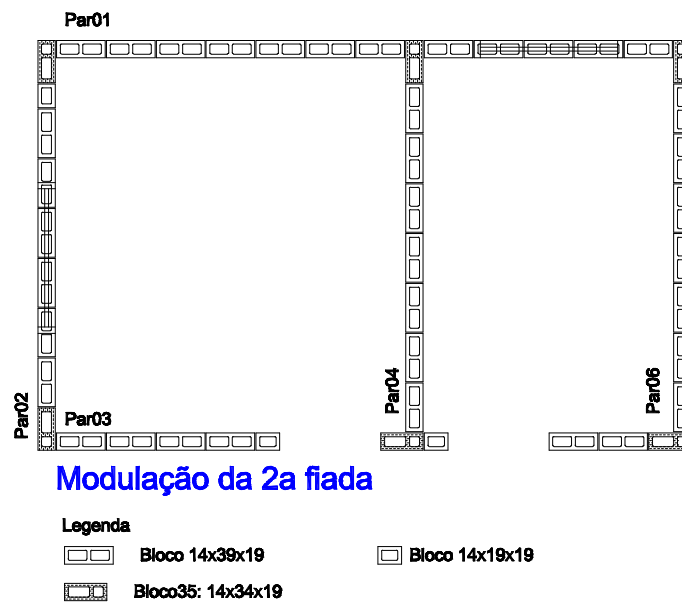 Par01
Par02
Par03
Par04
Par06
Modulação da 2a fiada
Legenda
Bloco 14x39x19
Bloco 14x19x19
Bloco35: 14x34x19